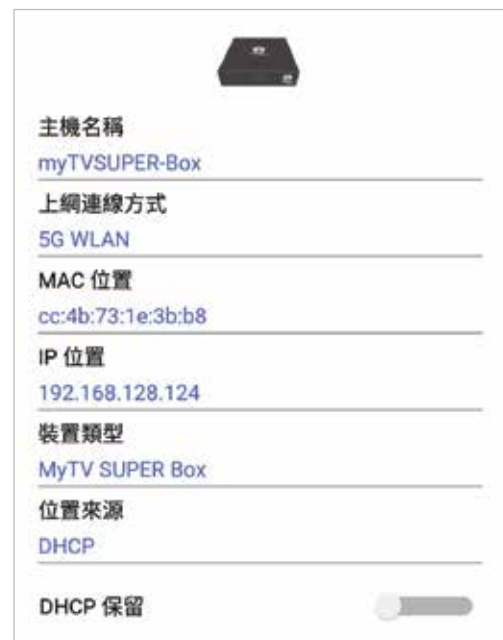 主機名稱
myTVSUPER-Box
上網連線方式
5G WLAN
MAC 位置
cc:4b:73:1e:3b:b8
IP 位置
192.168.128.124
裝置類型
MyTV SUPER Box
位置來源
DHCP
DHCP 保留